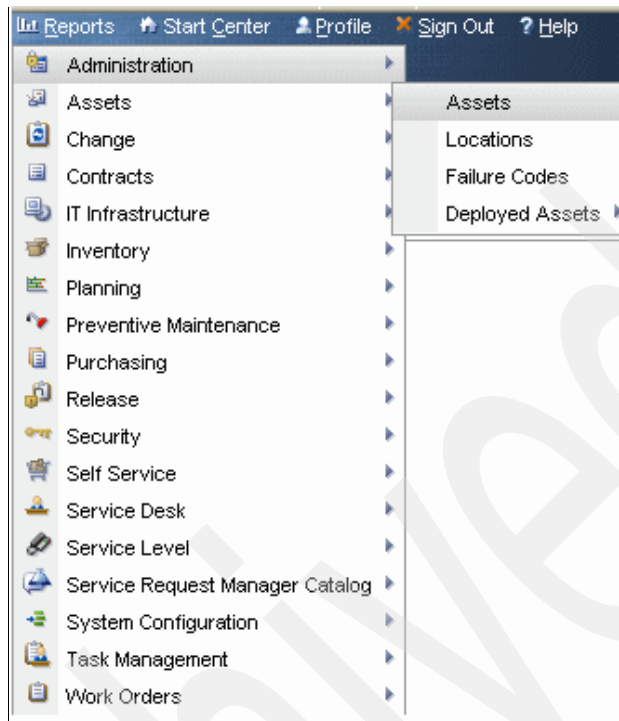 Reports Start Center Profile Sign Out ? Help
Administration
Assets
Change
Contracts
IT Infrastructure
Inventory
Planning
Preventive Maintenance
Purchasing
Release
Security
Self Service
Service Desk
Service Level
Service Request Manager Catalog
System Configuration
Task Management
Work Orders
Assets
Locations
Failure Codes
Deployed Assets